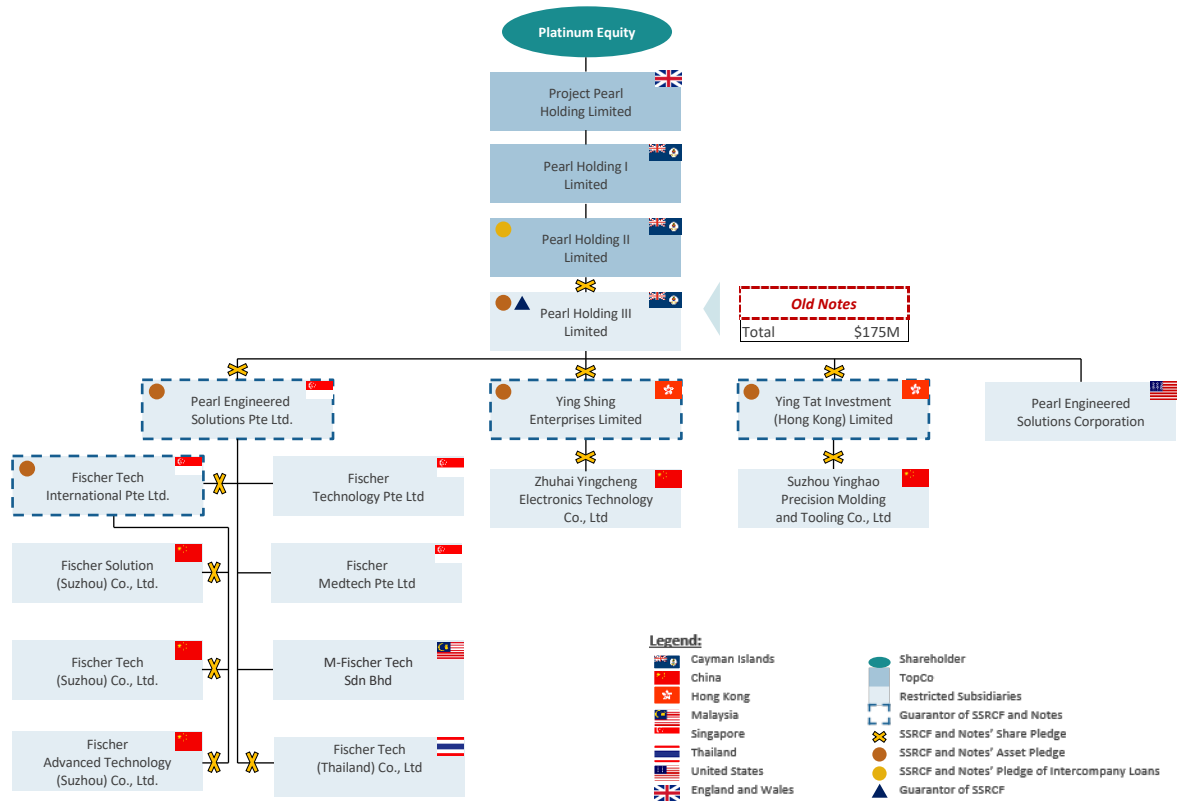 Platinum Equity
Project Pearl
Holding Limited
Pearl Holding I
Limited
Pearl Holding II
Limited
Pearl Holding III
Limited
Old Notes
Total $175M
Pearl Engineered
Solutions Pte Ltd.
Ying Shing
Enterprises Limited
Ying Tat Investment
(Hong Kong) Limited
Pearl Engineered
Solutions Corporation
Fischer Tech
International Pte Ltd.
Fischer
Technology Pte Ltd
Zhuhai Yingcheng
Electronics Technology
Co., Ltd
Suzhou Yinghao
Precision Molding
and Tooling Co., Ltd
Fischer Solution
(Suzhou) Co., Ltd.
Fischer
Medtech Pte Ltd
Fischer Tech
(Suzhou) Co., Ltd.
M-Fischer Tech
Sdn Bhd
Fischer
Advanced Technology
(Suzhou) Co., Ltd.
Fischer Tech
(Thailand) Co., Ltd
Legend:
Cayman Islands
China
Hong Kong
Malaysia
Singapore
Thailand
United States
England and Wales
Shareholder
TopCo
Restricted Subsidiaries
Guarantor of SSRCF and Notes
SSRCF and Notes' Share Pledge
SSRCF and Notes' Asset Pledge
SSRCF and Notes' Pledge of Intercompany Loans
Guarantor of SSRCF